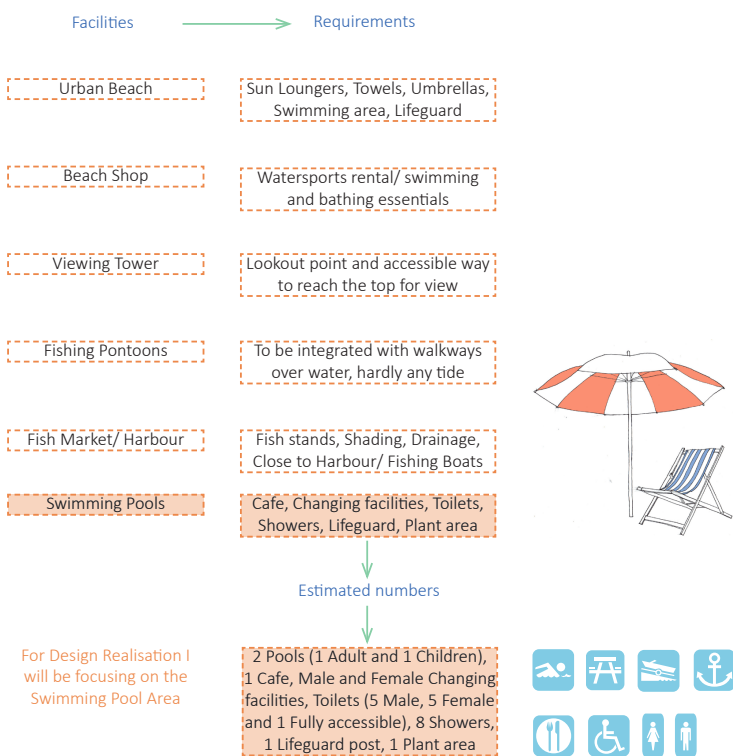 Facilities
Requirements
Urban Beach
Sun Loungers, Towels, Umbrellas,
Swimming area, Lifeguard
Beach Shop
Watersports rental/ swimming
and bathing essentials
Viewing Tower
Lookout point and accessible way
to reach the top for view
Fishing Pontoons
To be integrated with walkways
over water, hardly any tide
Fish Market/ Harbour
Fish stands, Shading, Drainage,
Close to Harbour/ Fishing Boats
Swimming Pools
Cafe, Changing facilities, Toilets,
Showers, Lifeguard, Plant area
Estimated numbers
For Design Realisation I
will be focusing on the
Swimming Pool Area
2 Pools (1 Adult and 1 Children),
1 Cafe, Male and Female Changing
facilities, Toilets (5 Male, 5 Female
and 1 Fully accessible), 8 Showers,
1 Lifeguard post, 1 Plant area